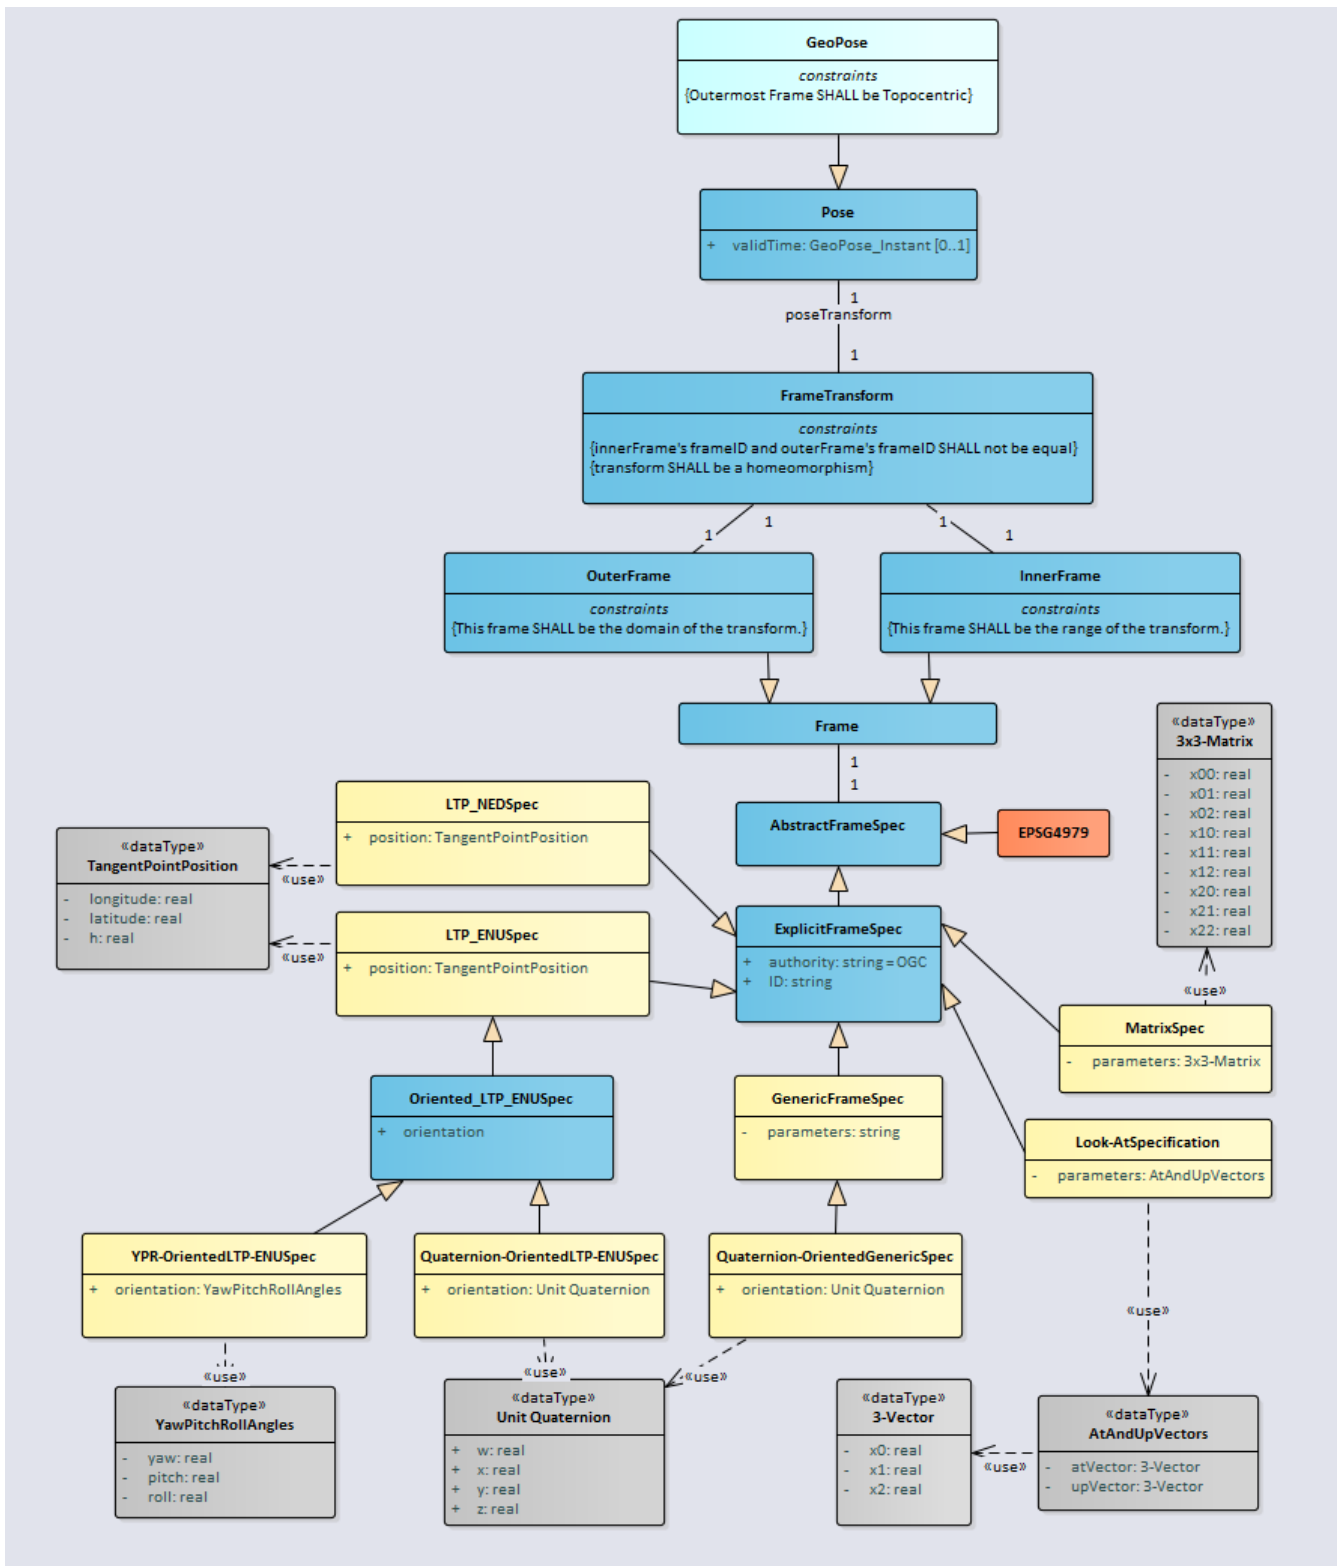 GeoPose
constraints
{Outermost Frame SHALL be Topocentric}
Pose
+ validTime: GeoPose_Instant [0..1]
1
poseTransform
1
FrameTransform
constraints
{innerFrame's frameID and outerFrame's frameID SHALL not be equal}
{transform SHALL be a homeomorphism}
1
1
1
1
OuterFrame
constraints
{This frame SHALL be the domain of the transform.}
InnerFrame
constraints
{This frame SHALL be the range of the transform.}
Frame
1
1
«dataType»
3x3-Matrix
- x00: real
- x01: real
- x02: real
- x10: real
- x11: real
- x12: real
- x20: real
- x21: real
- x22: real
«use»
LTP_NEDSpec
+ position: TangentPointPosition
AbstractFrameSpec
EPSG4979
«dataType»
TangentPointPosition
- longitude: real
- latitude: real
- h: real
«use»
«use»
LTP_ENUSpec
+ position: TangentPointPosition
ExplicitFrameSpec
+ authority: string = OGC
+ ID: string
MatrixSpec
- parameters: 3x3-Matrix
Oriented_LTP_ENUSpec
+ orientation
GenericFrameSpec
- parameters: string
Look-AtSpecification
- parameters: AtAndUpVectors
YPR-OrientedLTP-ENUSpec
+ orientation: YawPitchRollAngles
Quaternion-OrientedLTP-ENUSpec
+ orientation: Unit Quaternion
Quaternion-OrientedGenericSpec
+ orientation: Unit Quaternion
«use»
«use»
«use»
«use»
«dataType»
YawPitchRollAngles
- yaw: real
- pitch: real
- roll: real
«dataType»
Unit Quaternion
+ w: real
+ x: real
+ y: real
+ z: real
«dataType»
3-Vector
- x0: real
- x1: real
- x2: real
«use»
«dataType»
AtAndUpVectors
- atVector: 3-Vector
- upVector: 3-Vector